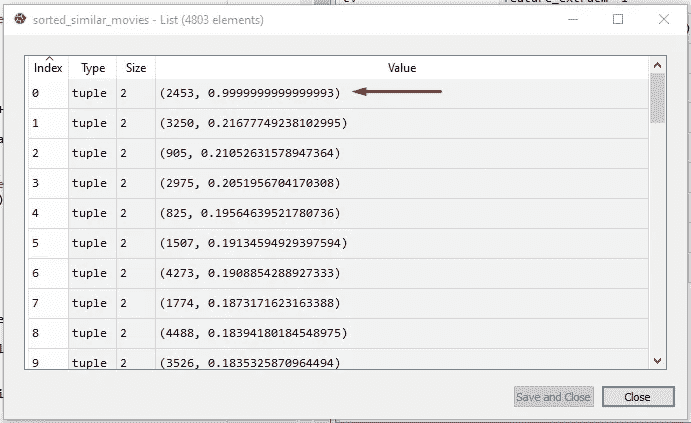 sorted_similar_movies - List (4803 elements)
Index Type Size Value
0 tuple 2 (2453, 0.9999999999999993)
1 tuple 2 (3250, 0.21677749238102995)
2 tuple 2 (905, 0.21052631578947364)
3 tuple 2 (2975, 0.2051956704170308)
4 tuple 2 (825, 0.19564639521780736)
5 tuple 2 (1507, 0.19134594929397594)
6 tuple 2 (4273, 0.1908854288927333)
7 tuple 2 (1774, 0.1873171623163388)
8 tuple 2 (4488, 0.18394180184548975)
9 tuple 2 (3526, 0.1835325870964494)
Save and Close Close